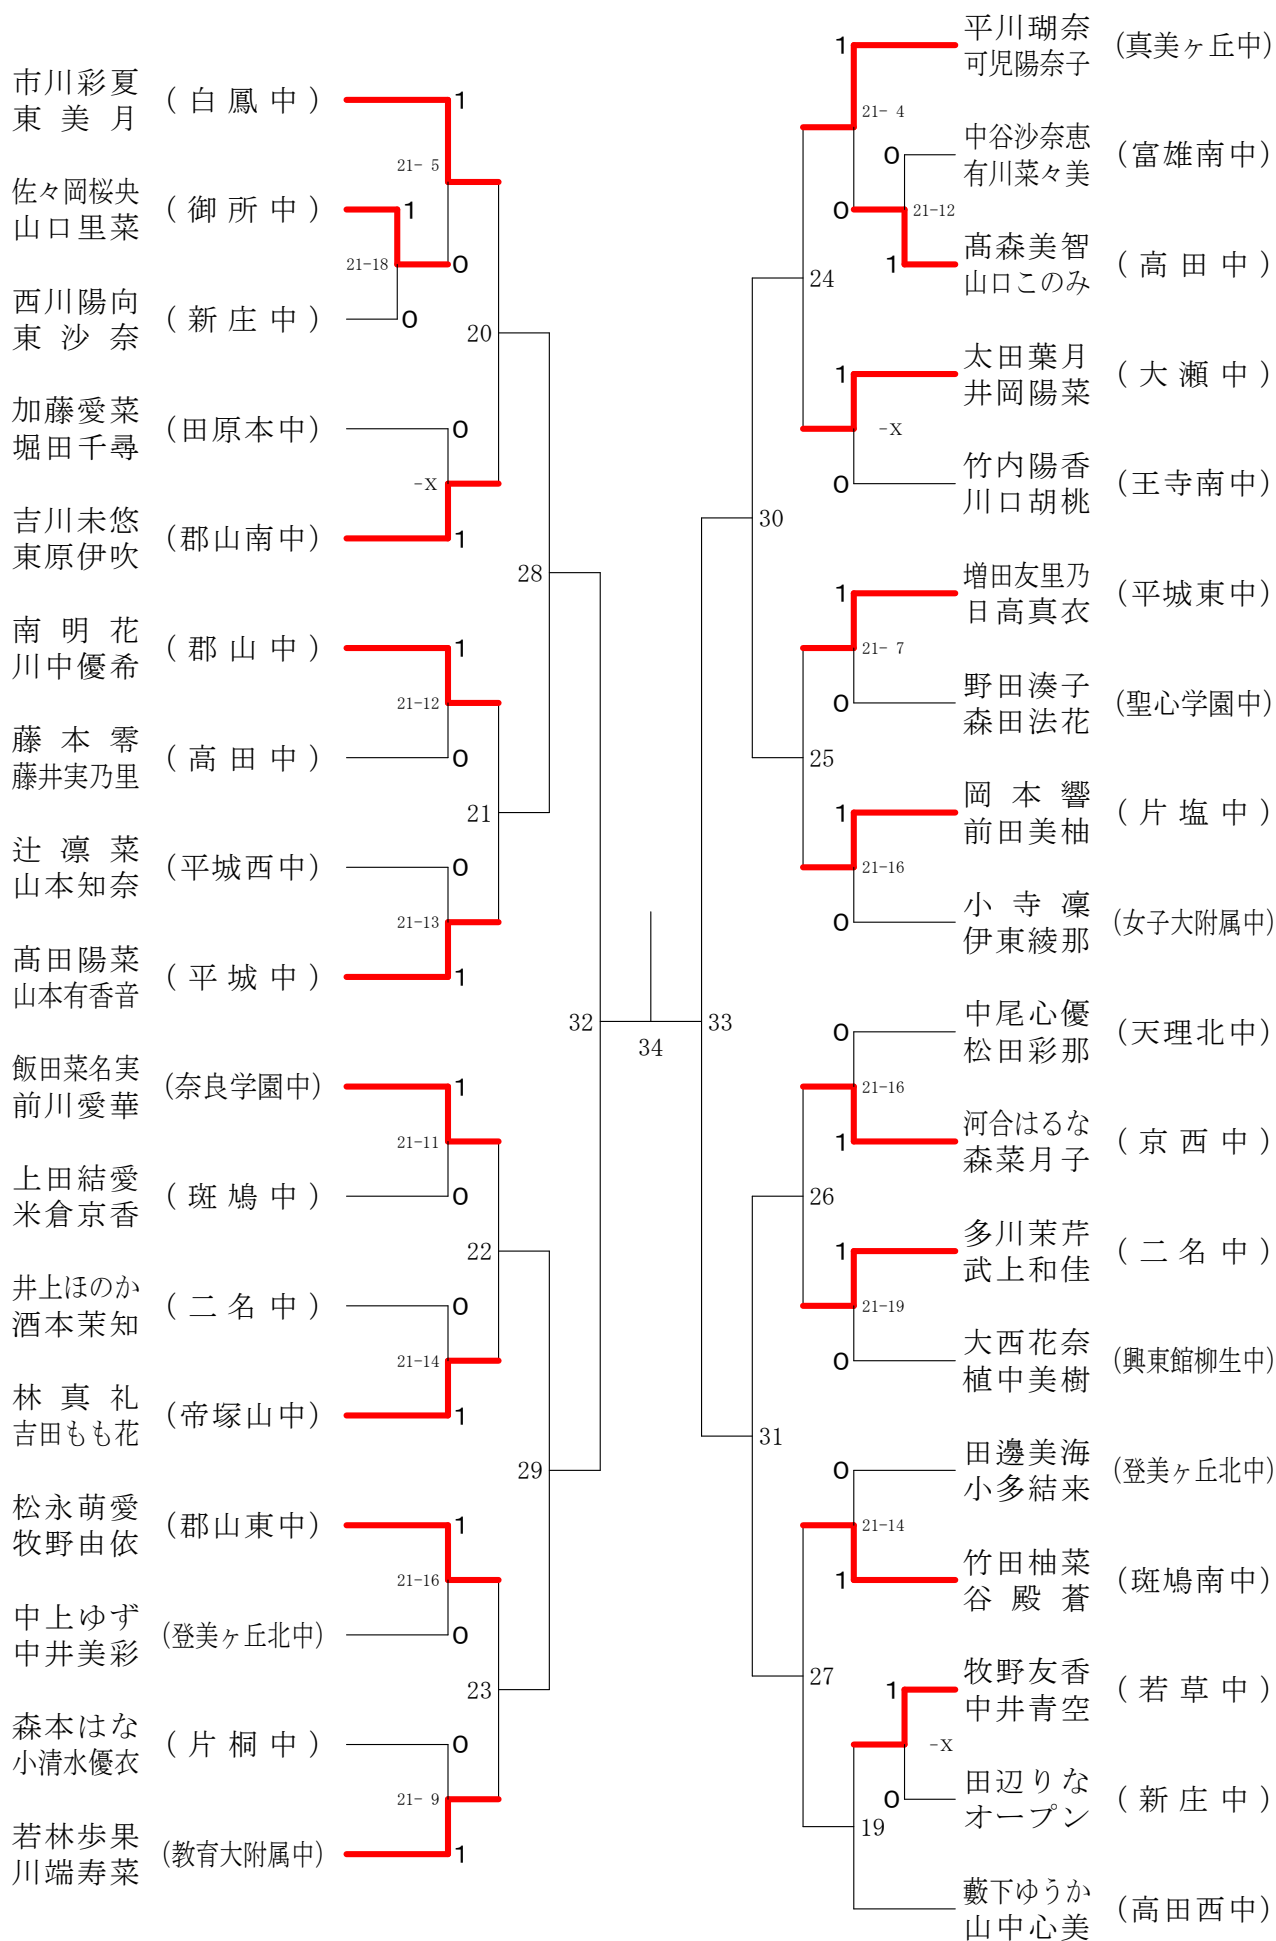 市川彩夏
東美月
(白鳳中)
1
21- 5
佐々岡桜央
山口里菜
(御所中)
1
21-18
0
西川陽向
東沙奈
(新庄中)
0
20
加藤愛菜
堀田千尋
(田原本中)
0
-X
吉川未悠
東原伊吹
(郡山南中)
1
28
南明花
川中優希
(郡山中)
1
21-12
藤本零
藤井実乃里
(高田中)
0
21
辻凛菜
山本知奈
(平城西中)
0
21-13
髙田陽菜
山本有香音
(平城中)
1
32
飯田菜名実
前川愛華
(奈良学園中)
1
21-11
上田結愛
米倉京香
(斑鳩中)
0
22
井上ほのか
酒本茉知
(二名中)
0
21-14
林真礼
吉田もも花
(帝塚山中)
1
29
松永萌愛
牧野由依
(郡山東中)
1
21-16
中上ゆず
中井美彩
(登美ヶ丘北中)
0
23
森本はな
小清水優衣
(片桐中)
0
21- 9
若林歩果
川端寿菜
(教育大附属中)
1
34
平川瑚奈
可児陽奈子
(真美ヶ丘中)
1
21- 4
中谷沙奈恵
有川菜々美
(富雄南中)
0
0
21-12
髙森美智
山口このみ
(高田中)
1
24
太田葉月
井岡陽菜
(大瀬中)
1
-X
竹内陽香
川口胡桃
(王寺南中)
0
30
増田友里乃
日高真衣
(平城東中)
1
21- 7
野田湊子
森田法花
(聖心学園中)
0
25
岡本響
前田美柚
(片塩中)
1
21-16
小寺凜
伊東綾那
(女子大附属中)
0
33
中尾心優
松田彩那
(天理北中)
0
21-16
河合はるな
森菜月子
(京西中)
1
26
多川茉芹
武上和佳
(二名中)
1
21-19
大西花奈
植中美樹
(興東館柳生中)
0
31
田邊美海
小多結来
(登美ヶ丘北中)
0
21-14
竹田柚菜
谷殿蒼
(斑鳩南中)
1
27
牧野友香
中井青空
(若草中)
1
-X
田辺りな
オープン
(新庄中)
0
19
藪下ゆうか
山中心美
(高田西中)